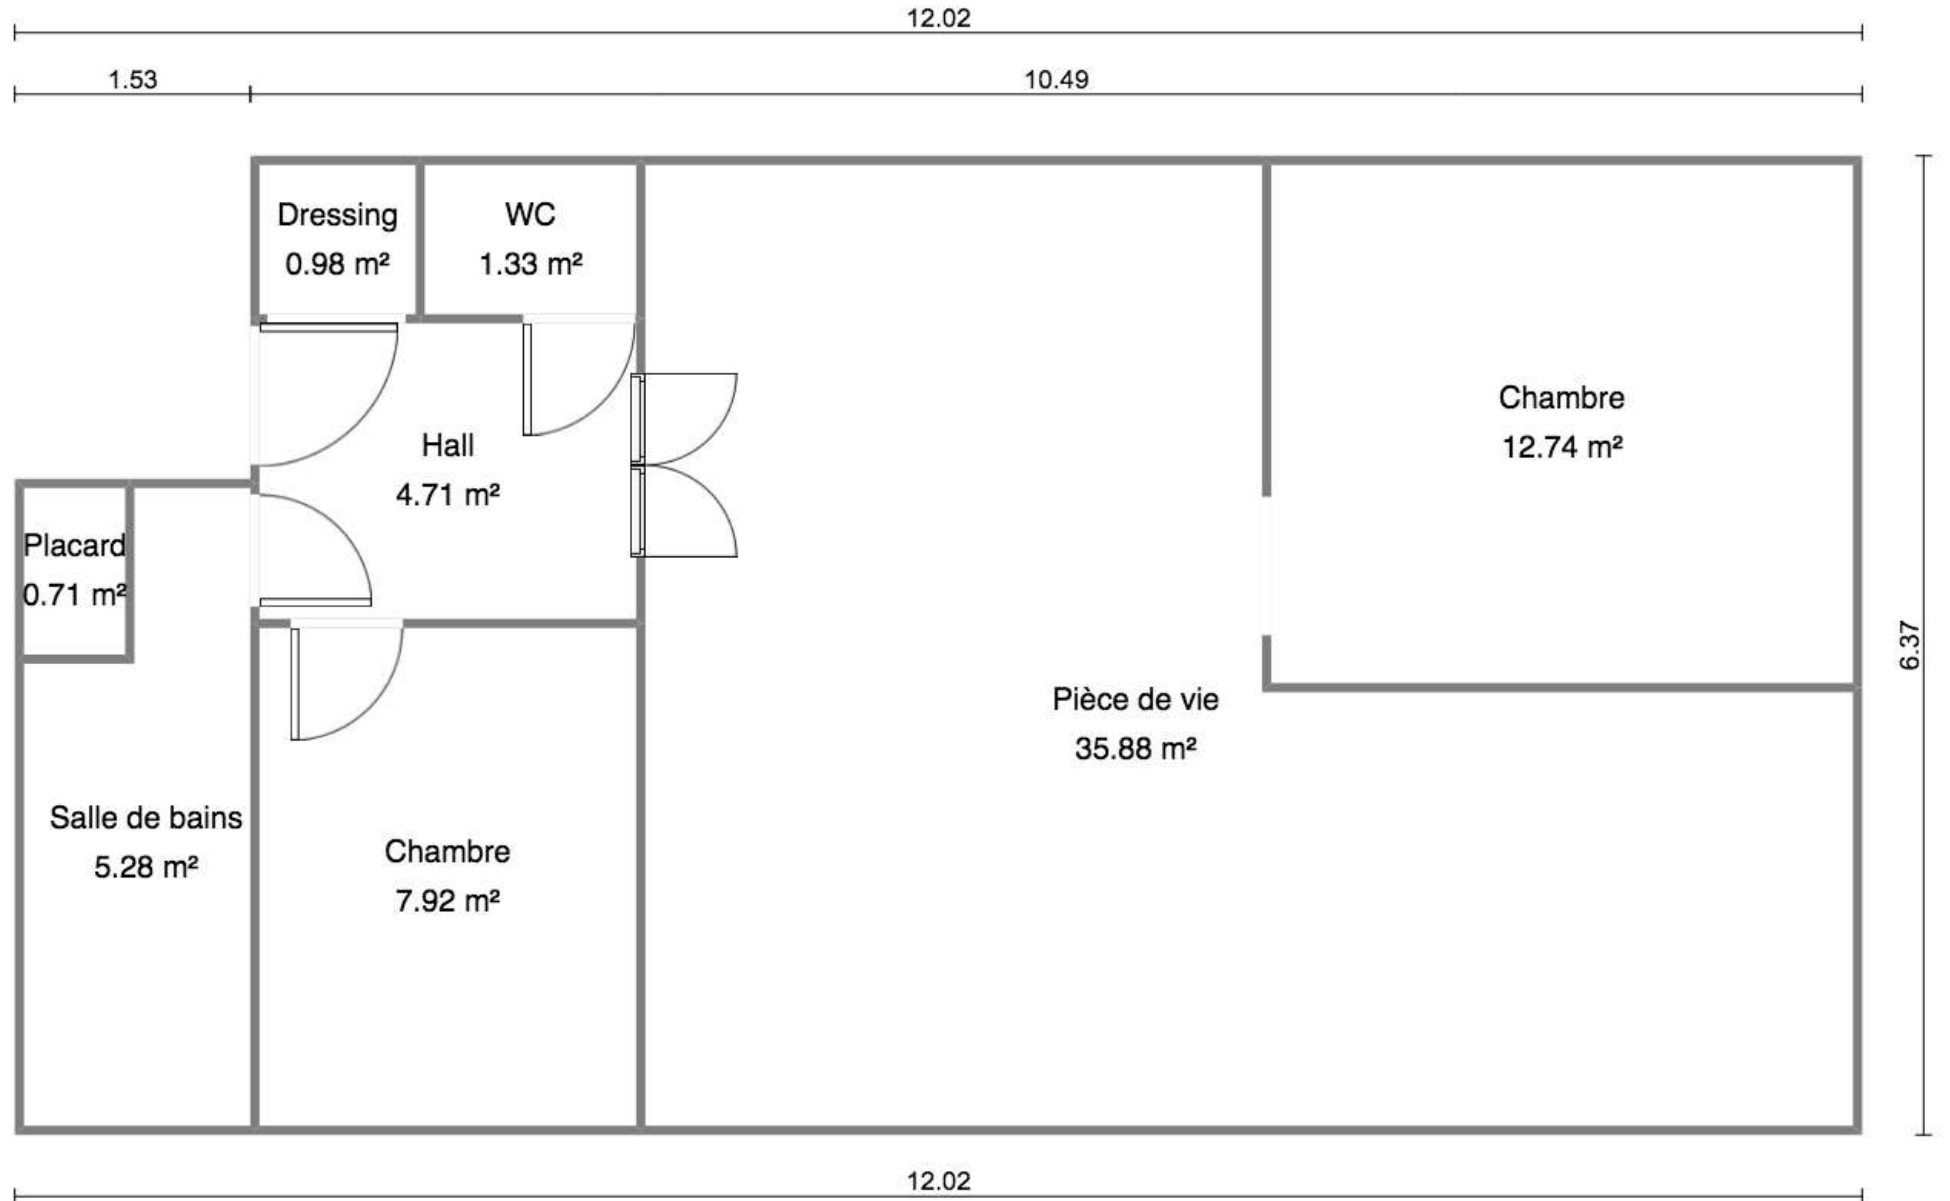 12.02
1.53
10.49
Dressing
0.98 m²
WC
1.33 m²
Chambre
12.74 m²
Hall
4.71 m²
Placard
0.71 m²
6.37
Pièce de vie
35.88 m²
Salle de bains
5.28 m²
Chambre
7.92 m²
12.02